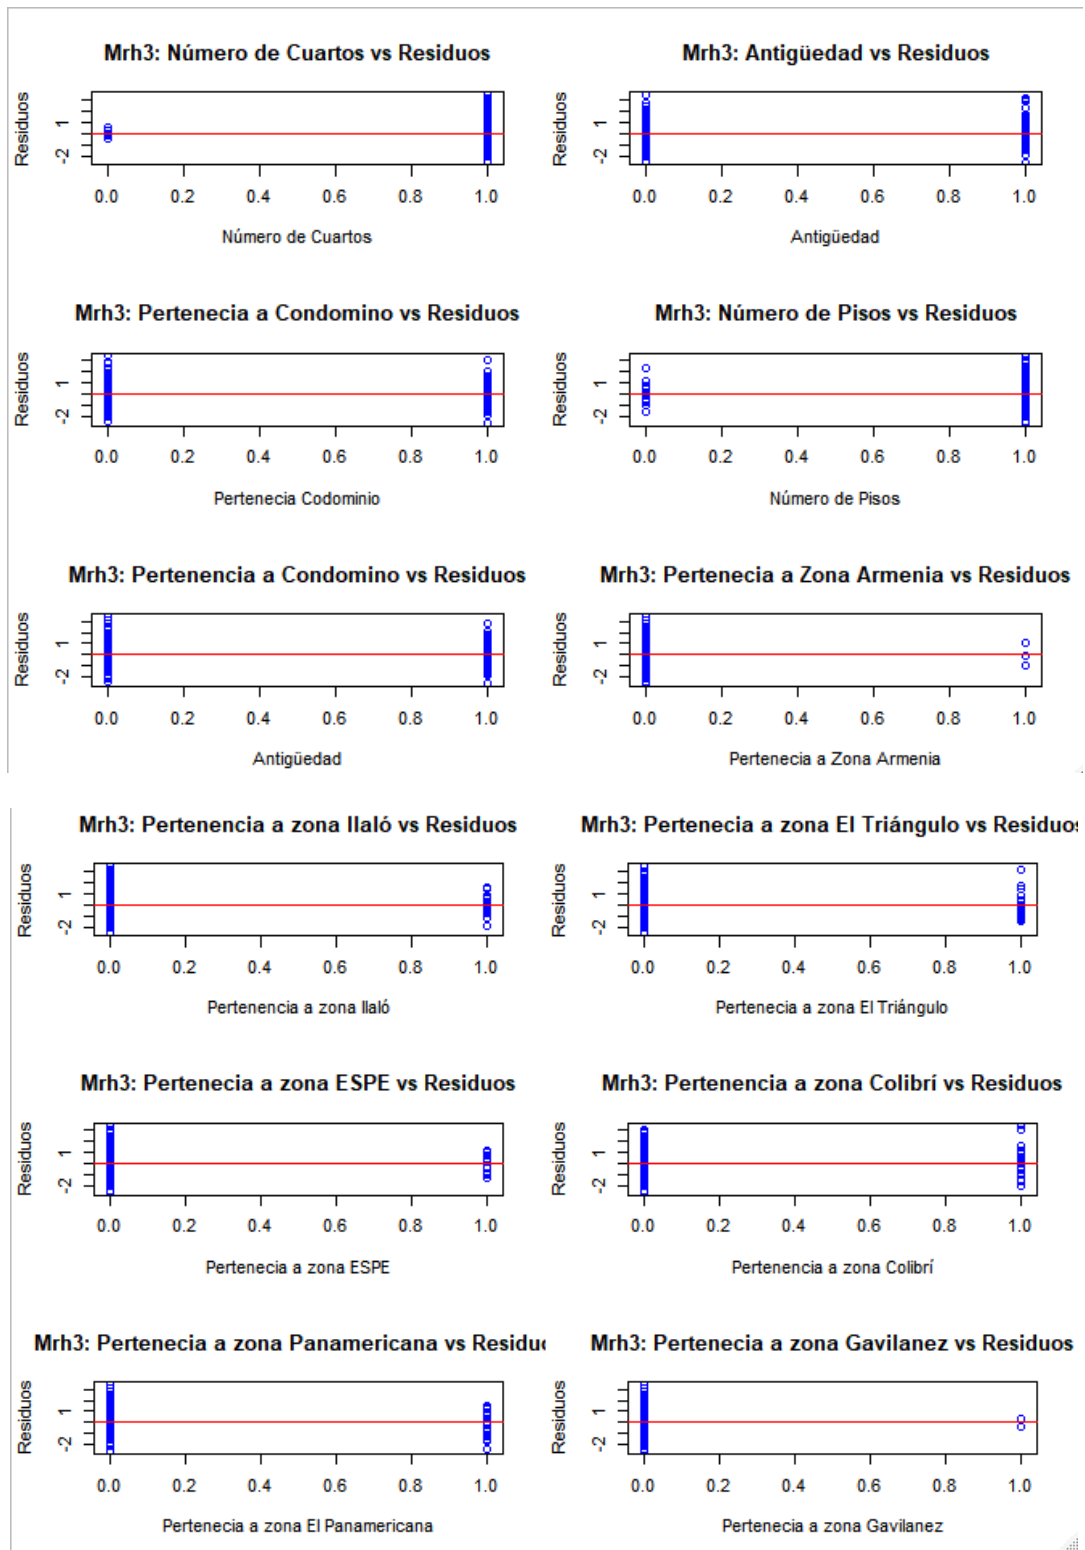 Mrh3: Número de Cuartos vs Residuos
Residuos
1
-2
0.0 0.2 0.4 0.6 0.8 1.0
Número de Cuartos
Mrh3: Antigüedad vs Residuos
Residuos
1
-2
0.0 0.2 0.4 0.6 0.8 1.0
Antigüedad
Mrh3: Pertenecia a Condomino vs Residuos
Residuos
1
-2
0.0 0.2 0.4 0.6 0.8 1.0
Pertenecia Codominio
Mrh3: Número de Pisos vs Residuos
Residuos
1
-2
0.0 0.2 0.4 0.6 0.8 1.0
Número de Pisos
Mrh3: Pertenencia a Condomino vs Residuos
Residuos
1
-2
0.0 0.2 0.4 0.6 0.8 1.0
Antigüedad
Mrh3: Pertenecia a Zona Armenia vs Residuos
Residuos
1
-2
0.0 0.2 0.4 0.6 0.8 1.0
Pertenecia a Zona Armenia
Mrh3: Pertenencia a zona Ilaló vs Residuos
Residuos
1
-2
0.0 0.2 0.4 0.6 0.8 1.0
Pertenencia a zona Ilaló
Mrh3: Pertenecia a zona El Triángulo vs Residuos
Residuos
1
-2
0.0 0.2 0.4 0.6 0.8 1.0
Pertenecia a zona El Triángulo
Mrh3: Pertenecia a zona ESPE vs Residuos
Residuos
1
-2
0.0 0.2 0.4 0.6 0.8 1.0
Pertenecia a zona ESPE
Mrh3: Pertenencia a zona Colibrí vs Residuos
Residuos
1
-2
0.0 0.2 0.4 0.6 0.8 1.0
Pertenencia a zona Colibrí
Mrh3: Pertenecia a zona Panamericana vs Residuo
Residuos
1
-2
0.0 0.2 0.4 0.6 0.8 1.0
Pertenecia a zona El Panamericana
Mrh3: Pertenecia a zona Gavilanez vs Residuos
Residuos
1
-2
0.0 0.2 0.4 0.6 0.8 1.0
Pertenecia a zona Gavilanez